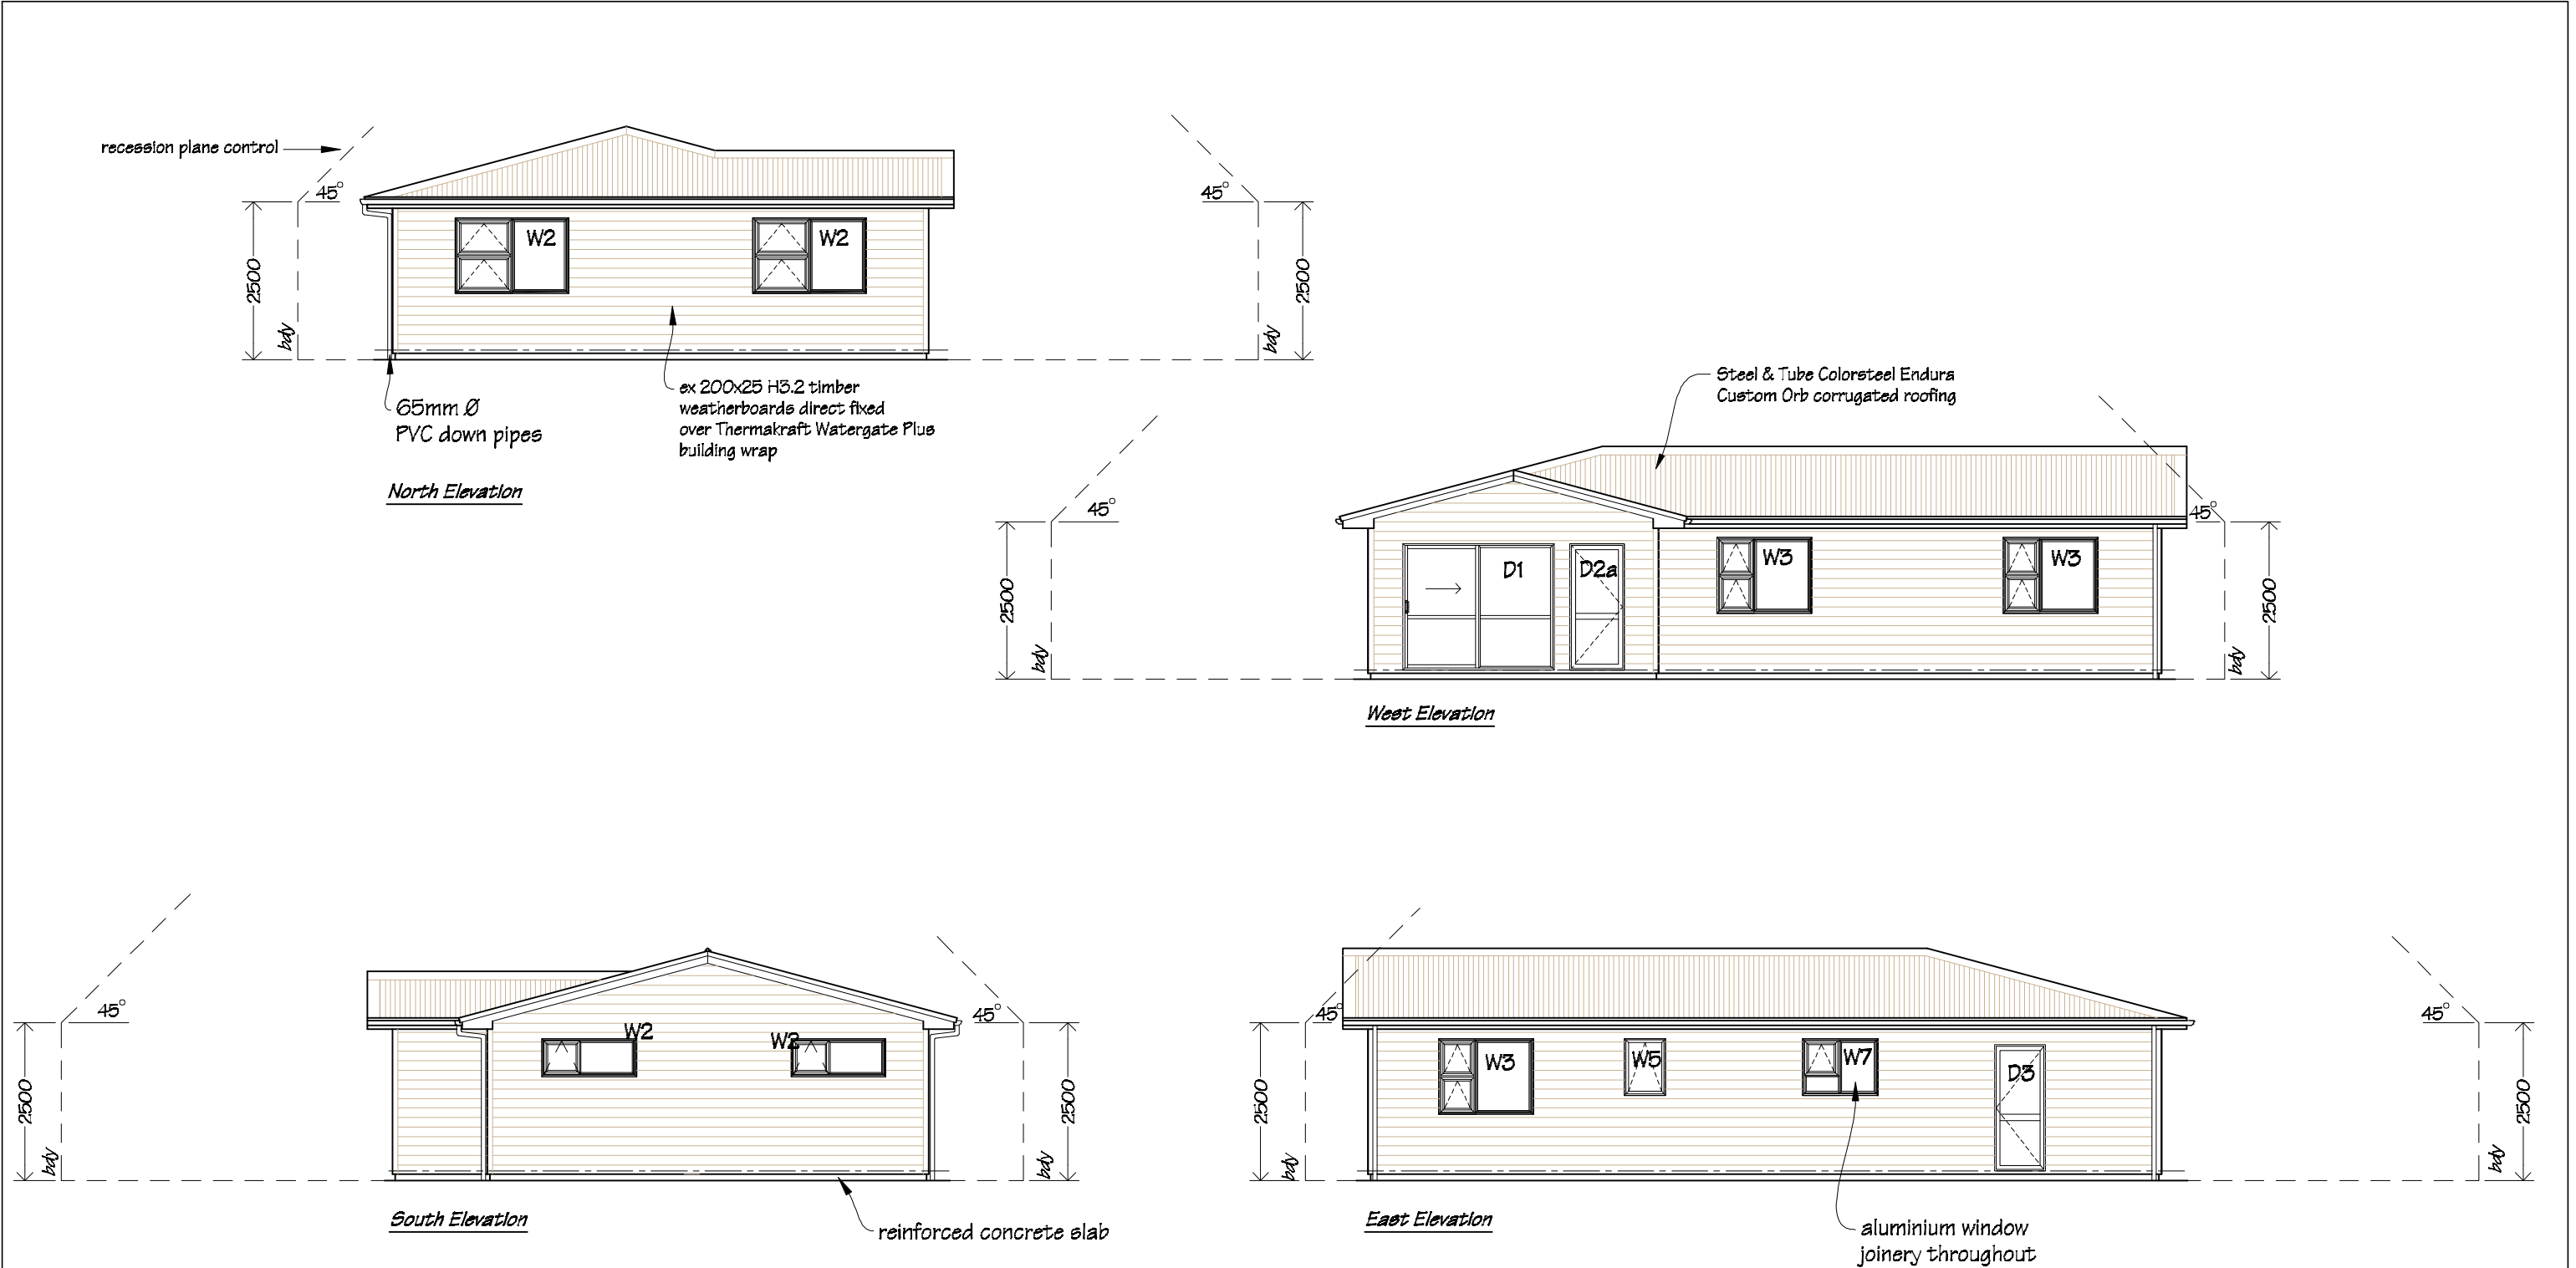 recession plane control
45°
45°
W2
W2
2500
2500
bdy
bdy
65mm Ø
PVC down pipes
ex 200x25 H3.2 timber
weatherboards direct fixed
over Thermakraft Watergate Plus
building wrap
North Elevation
Steel & Tube Colorsteel Endura
Custom Orb corrugated roofing
45°
45°
D1
D2a
W3
W3
2500
2500
bdy
bdy
West Elevation
45°
45°
W2
W2
2500
2500
bdy
bdy
South Elevation
reinforced concrete slab
45°
45°
W3
W5
W7
D3
2500
2500
bdy
bdy
East Elevation
aluminium window
joinery throughout